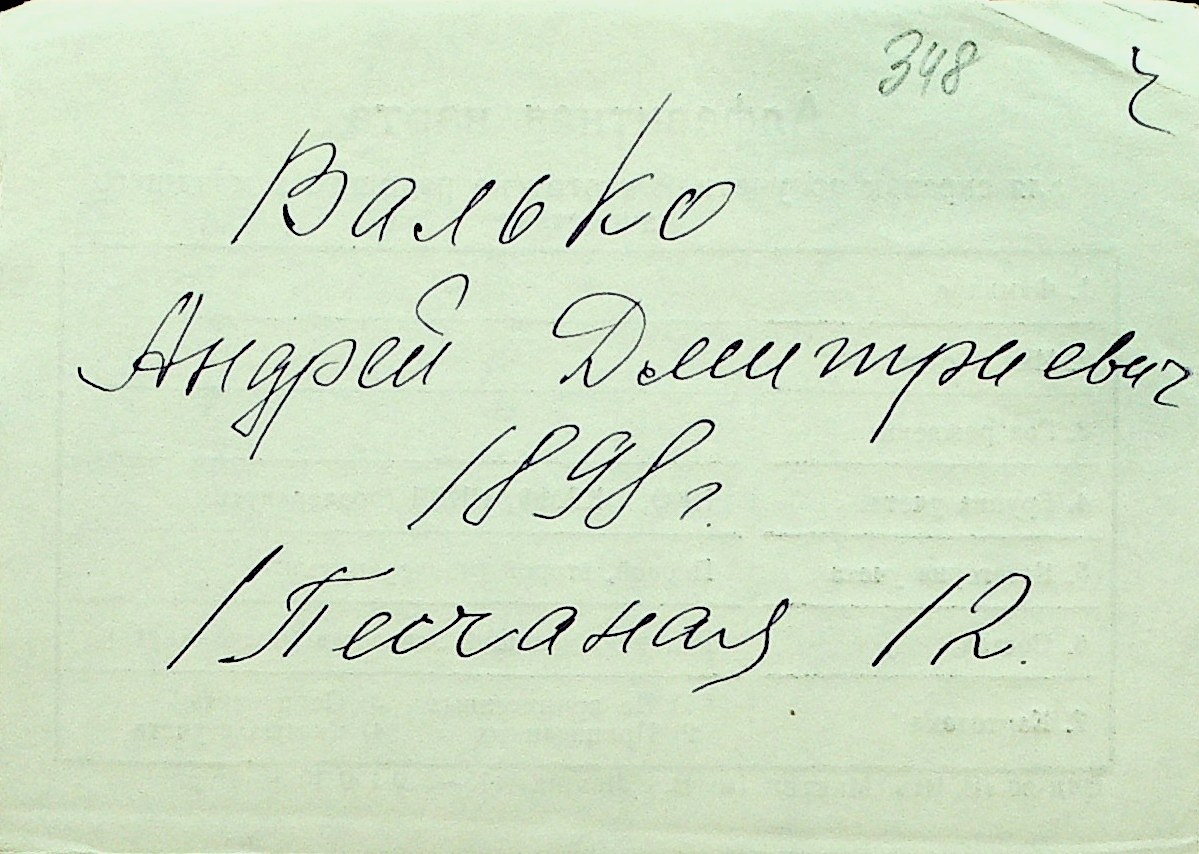 348
Ч
Валько
Андрей Дмитриевич
1898 г.
1 Песчаная 12.